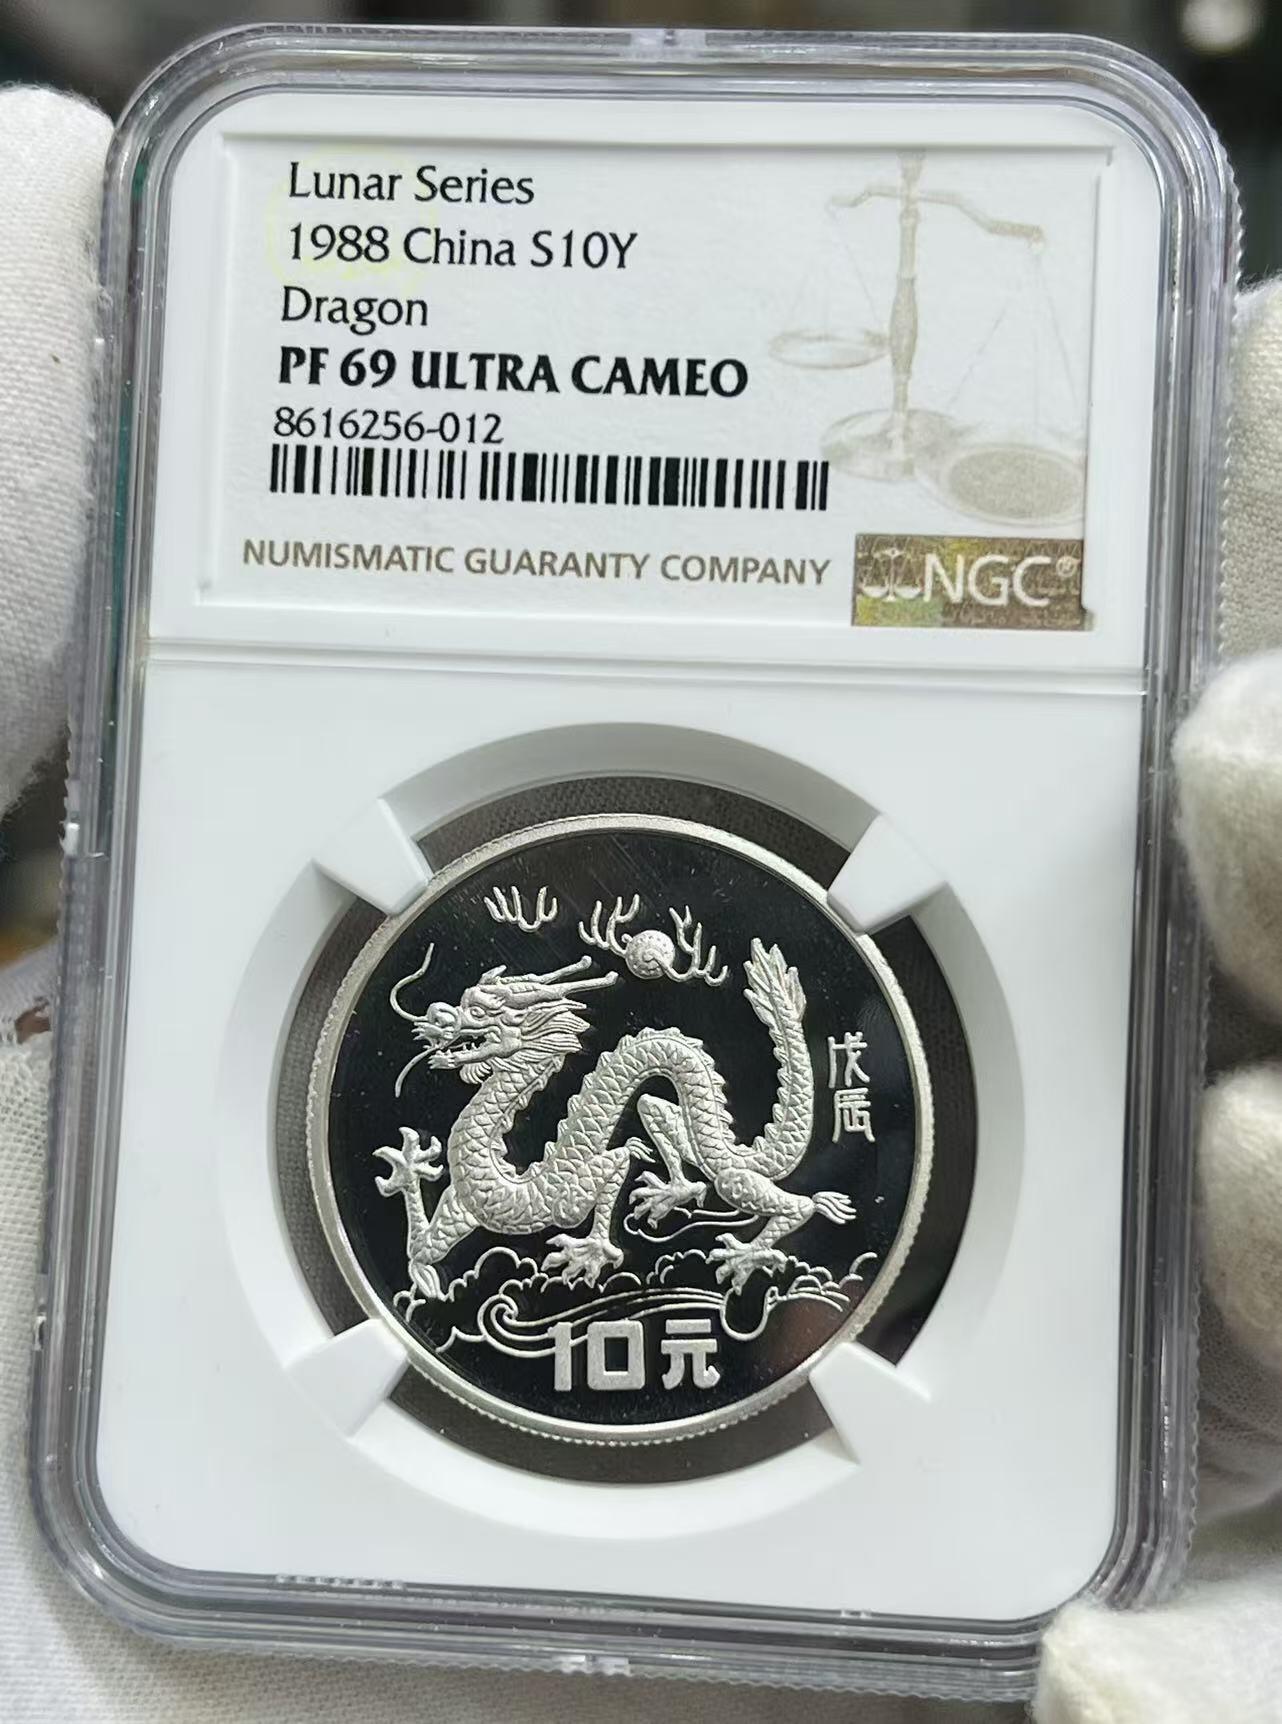 Lunar Series
1988 China S10Y
Dragon
PF 69 ULTRA CAMEO
8616256-012
NUMISMATIC GUARANTY COMPANY
NGC®
戊辰
10元